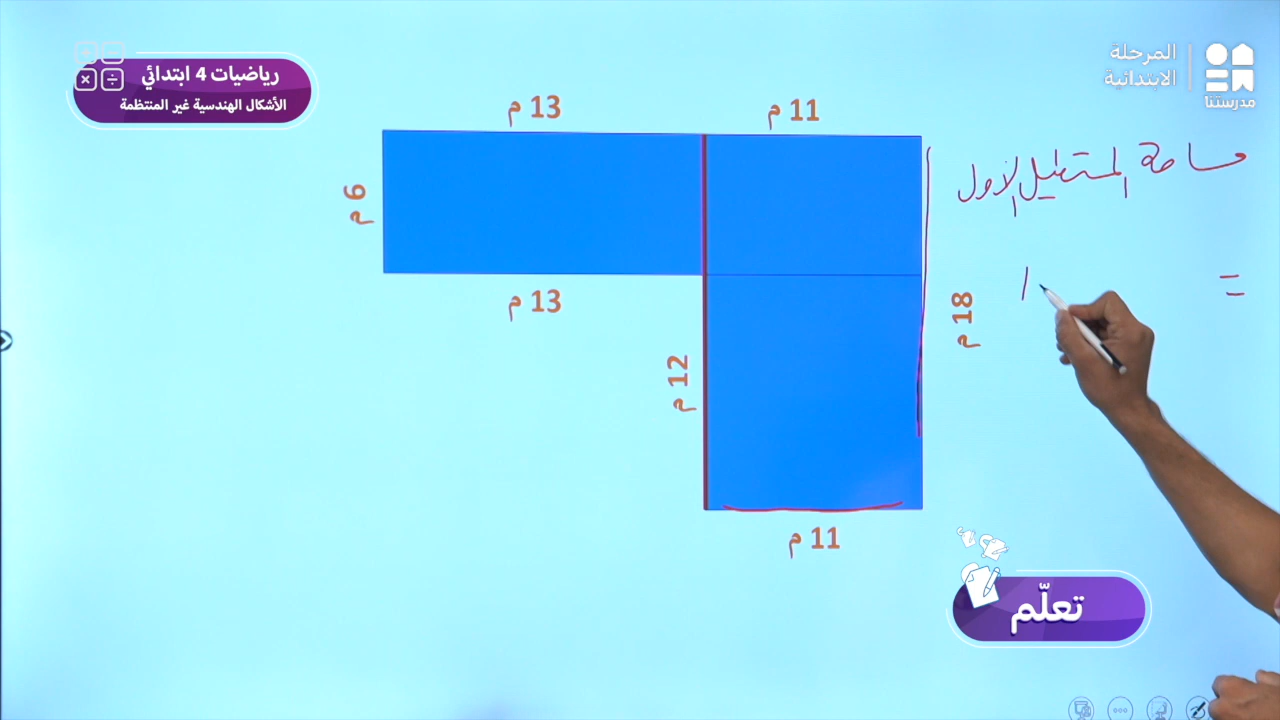 المرحلة
الابتدائية
مدرستنا
رياضيات 4 ابتدائي
الأشكال الهندسية غير المنتظمة
13 م
11 م
6 م
13 م
12 م
18 م
11 م
مساحة المستطيل الأول
= 1
تعلّم